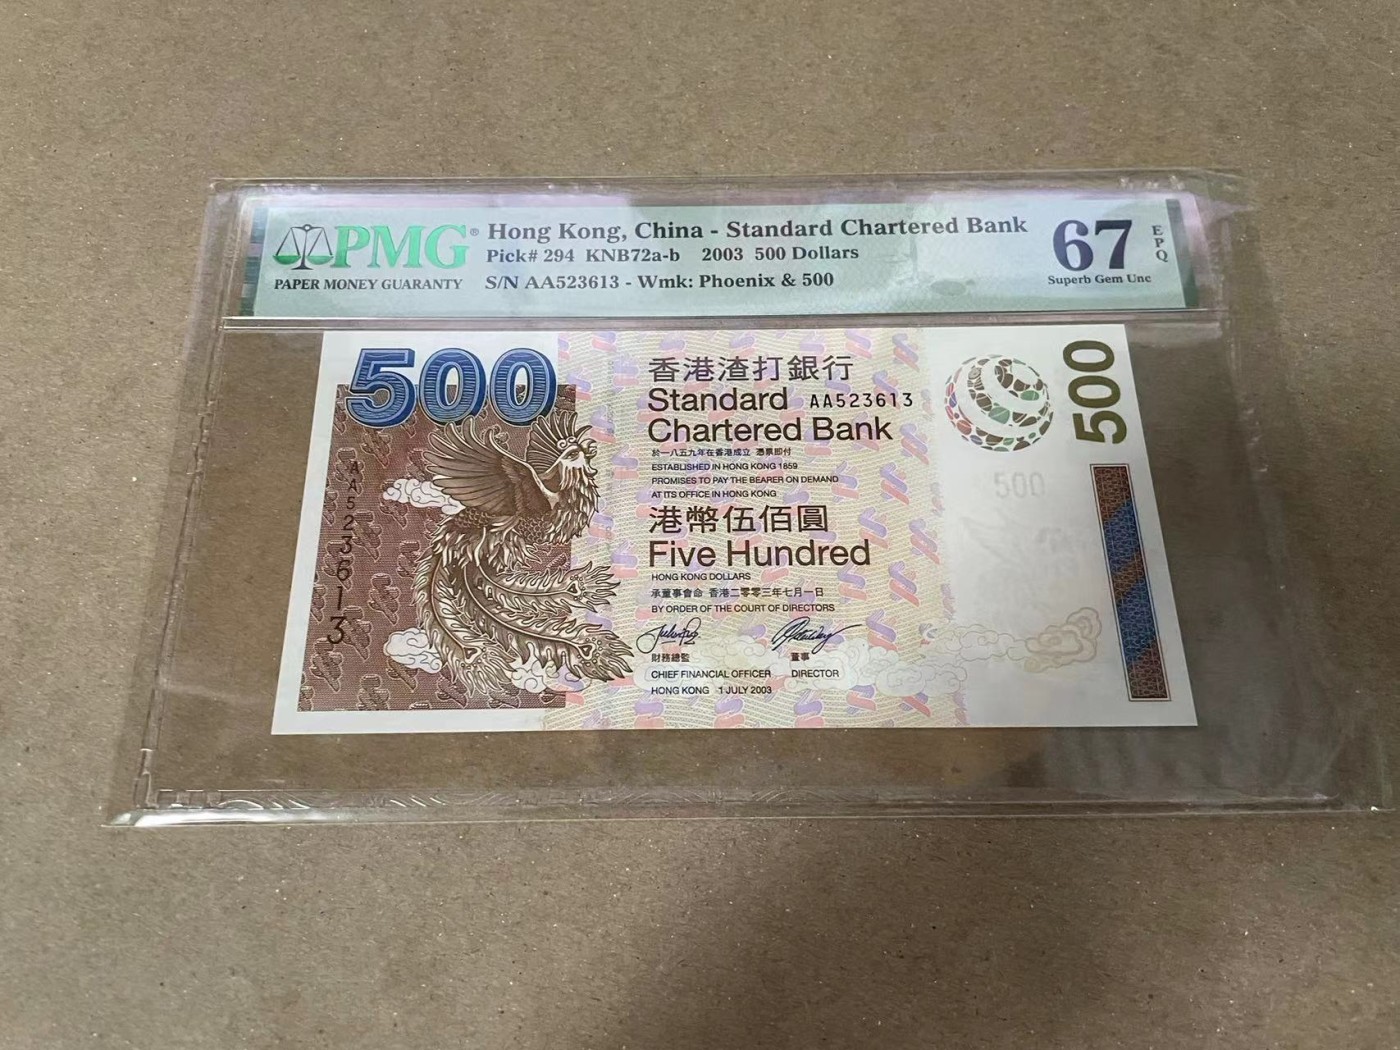 PMG®
PAPER MONEY GUARANTY
Hong Kong, China - Standard Chartered Bank
Pick# 294 KNB72a-b 2003 500 Dollars
S/N AA523613 - Wmk: Phoenix & 500
67
EPQ
Superb Gem Unc
500
AA523613
香港渣打銀行
Standard AA523613
Chartered Bank
於一八五九年在香港成立 憑票即付
ESTABLISHED IN HONG KONG 1859
PROMISES TO PAY THE BEARER ON DEMAND
AT ITS OFFICE IN HONG KONG
港幣伍佰圓
Five Hundred
HONG KONG DOLLARS
承董事會命 香港二零零三年七月一日
BY ORDER OF THE COURT OF DIRECTORS
財務總監 董事
CHIEF FINANCIAL OFFICER DIRECTOR
HONG KONG 1 JULY 2003
500
500